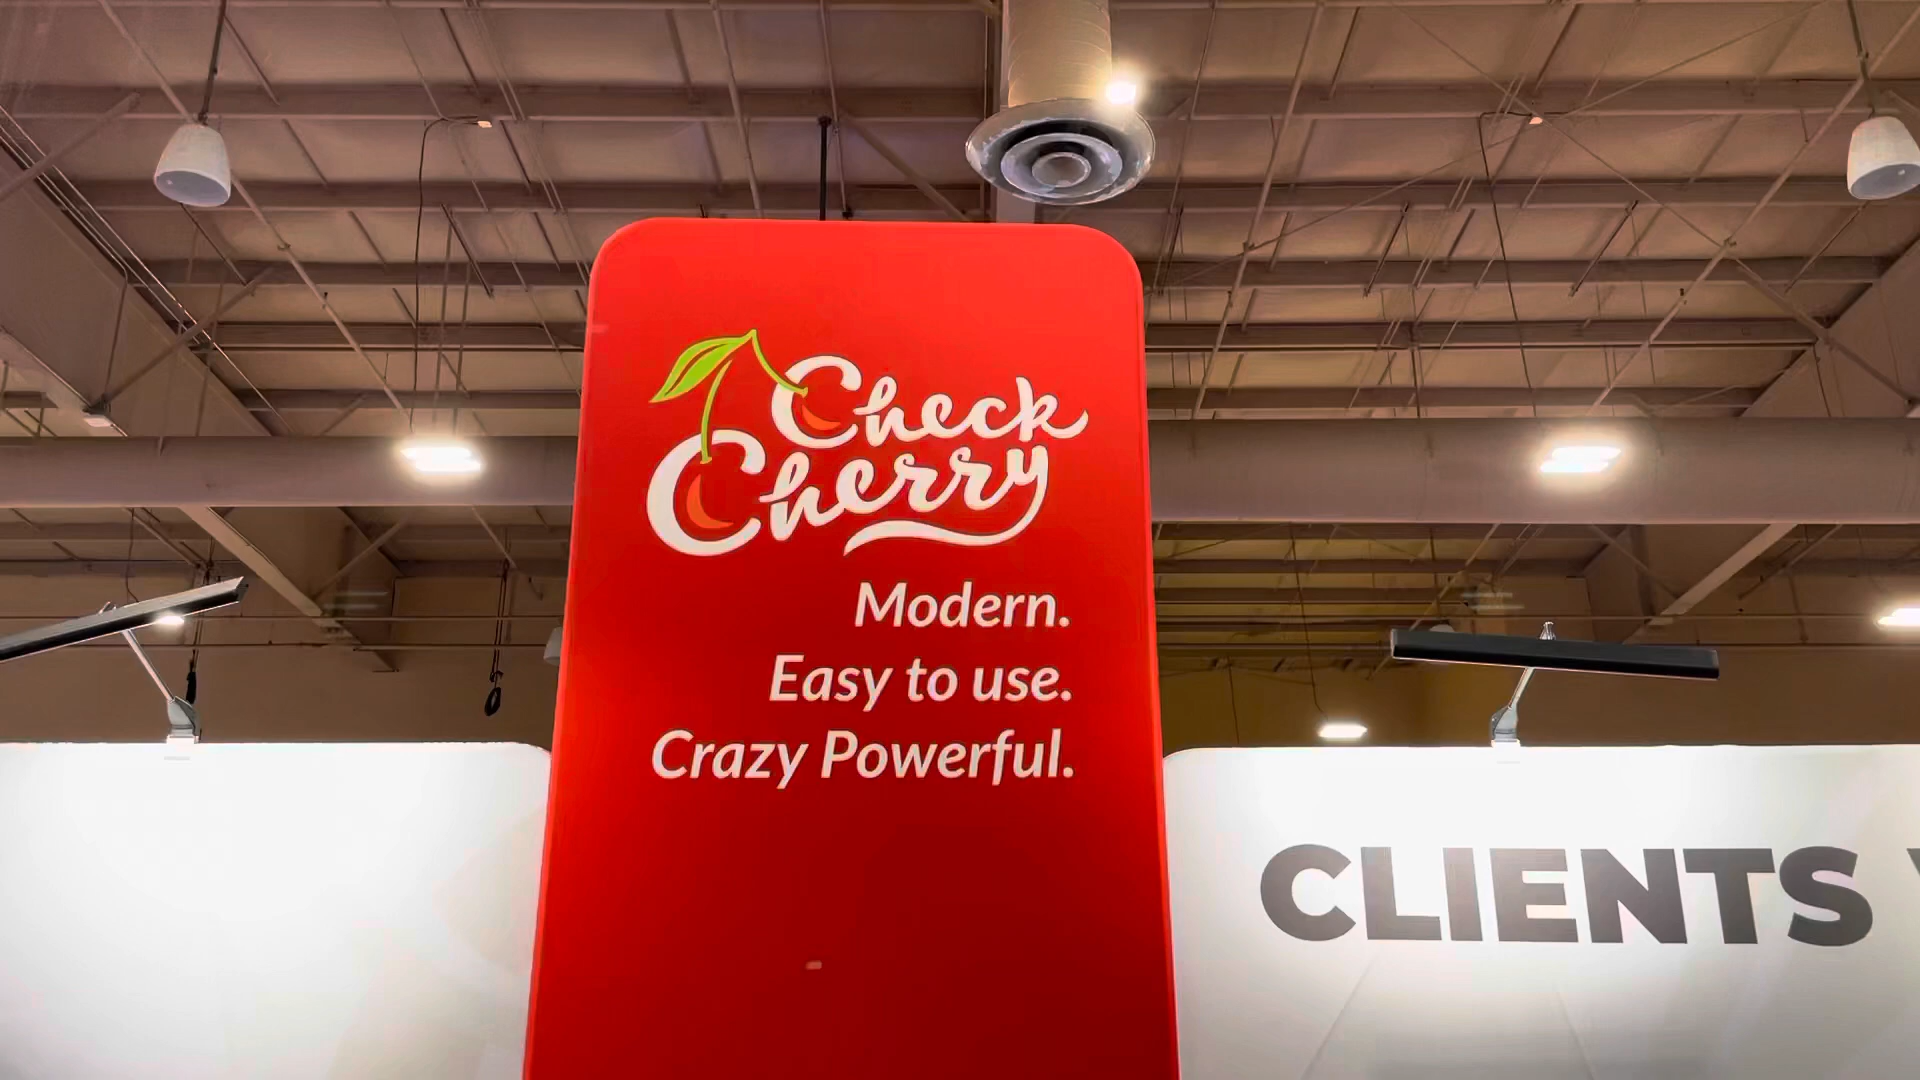 Check
Cherry
Modern.
Easy to use.
Crazy Powerful.
CLIENTS